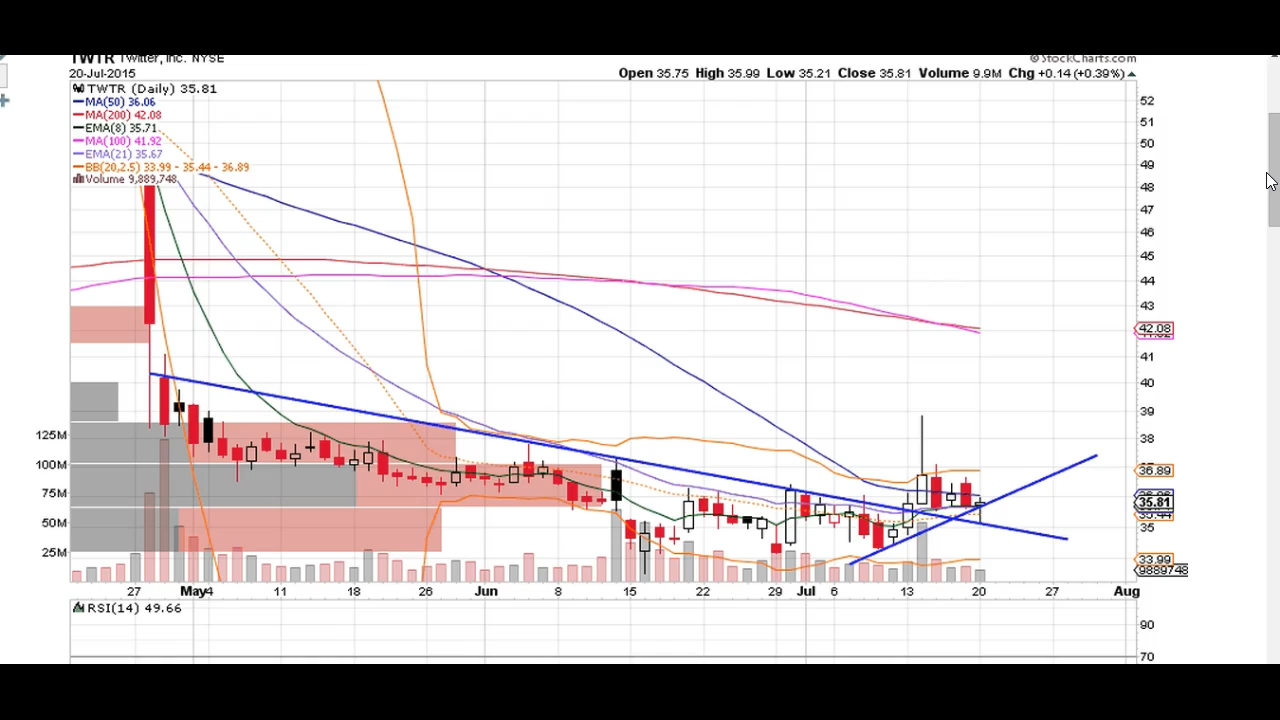 TWTR Twitter, Inc. NYSE
© StockCharts.com
20-Jul-2015
Open 35.75 High 35.99 Low 35.21 Close 35.81 Volume 9.9M Chg +0.14 (+0.39%)
TWTR (Daily) 35.81
MA(50) 36.06
MA(200) 42.08
EMA(8) 35.71
MA(100) 41.92
EMA(21) 35.67
BB(20,2.5) 33.99 - 35.44 - 36.89
Volume 9,889,748
52
51
50
49
48
47
46
45
44
43
42.08
41
40
39
38
36.89
35.81
35.44
35
33.99
9889748
125M
100M
75M
50M
25M
27 May 4 11 18 26 Jun 8 15 22 29 Jul 6 13 20 27 Aug
RSI(14) 49.66
90
70